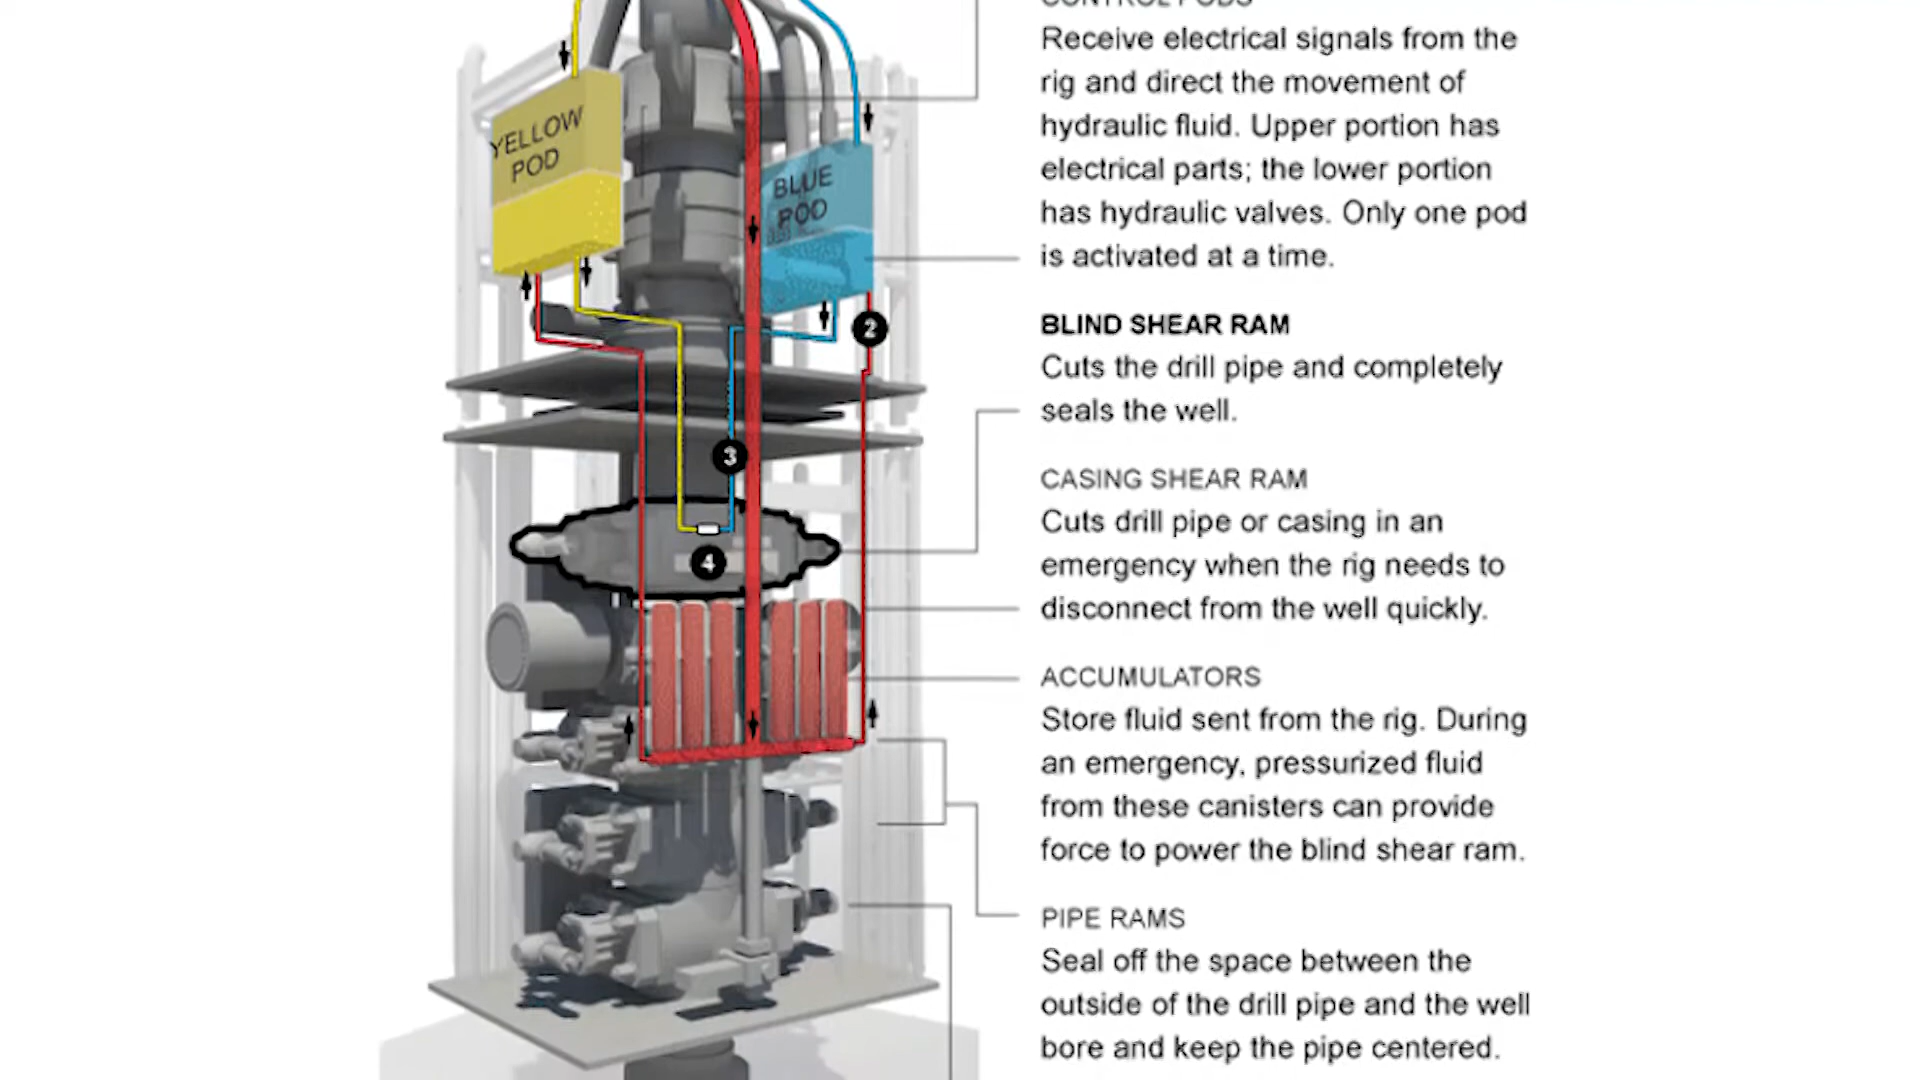 CONTROL PODS
Receive electrical signals from the
rig and direct the movement of
hydraulic fluid. Upper portion has
electrical parts; the lower portion
has hydraulic valves. Only one pod
is activated at a time.
BLIND SHEAR RAM
Cuts the drill pipe and completely
seals the well.
CASING SHEAR RAM
Cuts drill pipe or casing in an
emergency when the rig needs to
disconnect from the well quickly.
ACCUMULATORS
Store fluid sent from the rig. During
an emergency, pressurized fluid
from these canisters can provide
force to power the blind shear ram.
PIPE RAMS
Seal off the space between the
outside of the drill pipe and the well
bore and keep the pipe centered.
YELLOW
POD
BLUE
POD
2
3
4